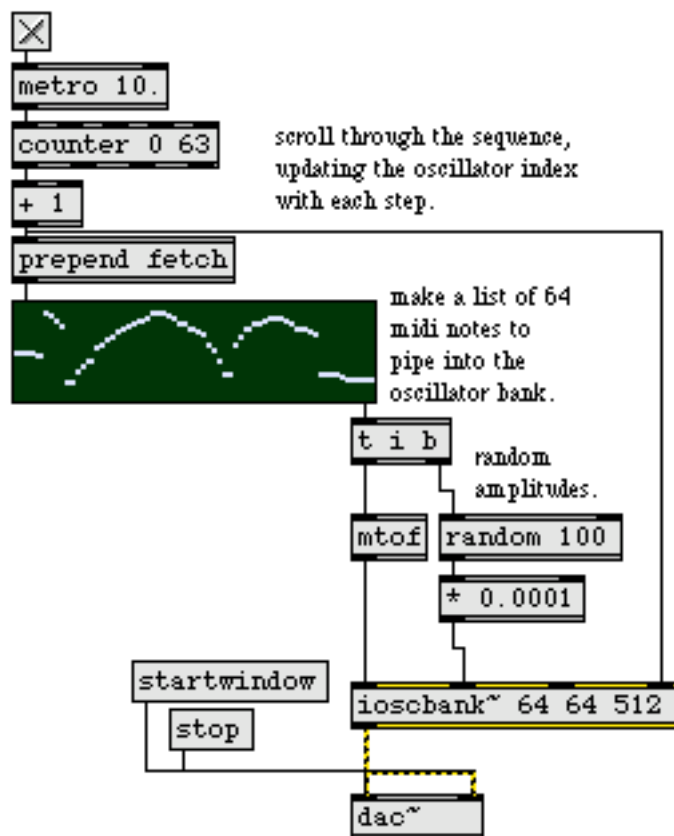 metro 10.
counter 0 63
scroll through the sequence,
updating the oscillator index
with each step.
+ 1
prepend fetch
make a list of 64
midi notes to
pipe into the
oscillator bank.
t i b
random
amplitudes.
mtof
random 100
* 0.0001
startwindow
ioscbank~ 64 64 512
stop
dac~